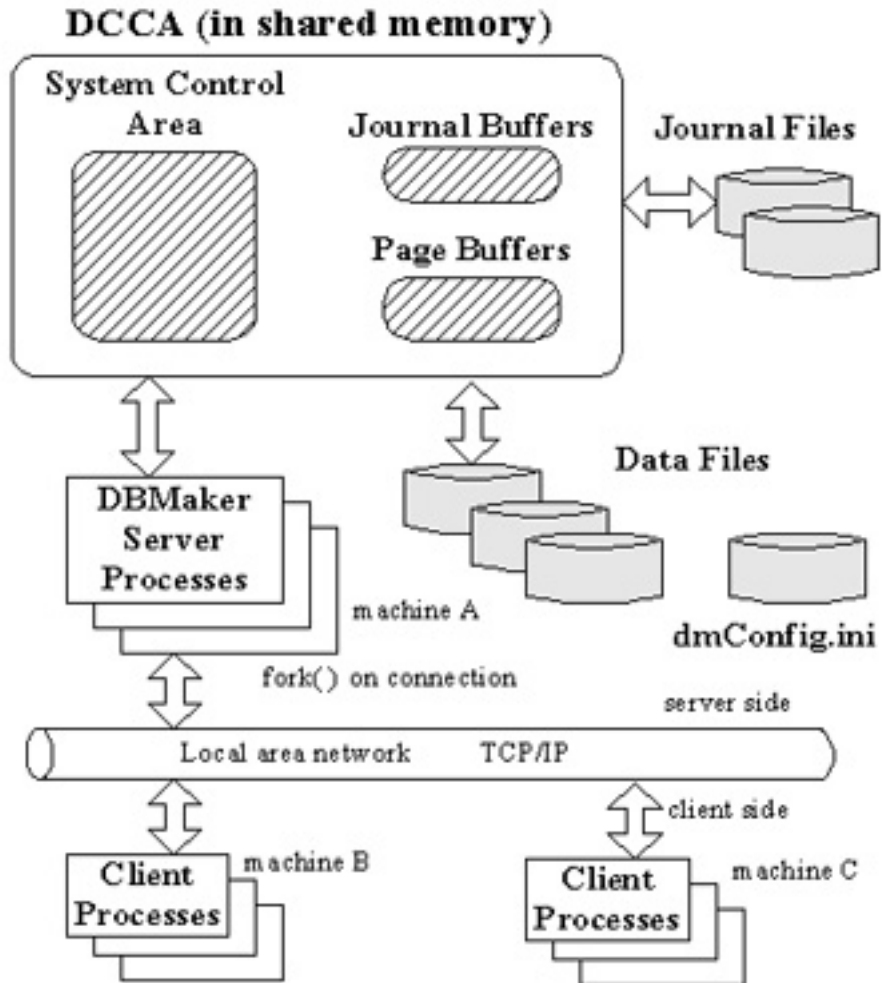 DCCA (in shared memory)
System Control
Area
Journal Buffers
Page Buffers
Journal Files
DBMaker
Server
Processes
machine A
Data Files
dmConfig.ini
fork() on connection
server side
Local area network TCP/IP
client side
Client
Processes
machine B
Client
Processes
machine C